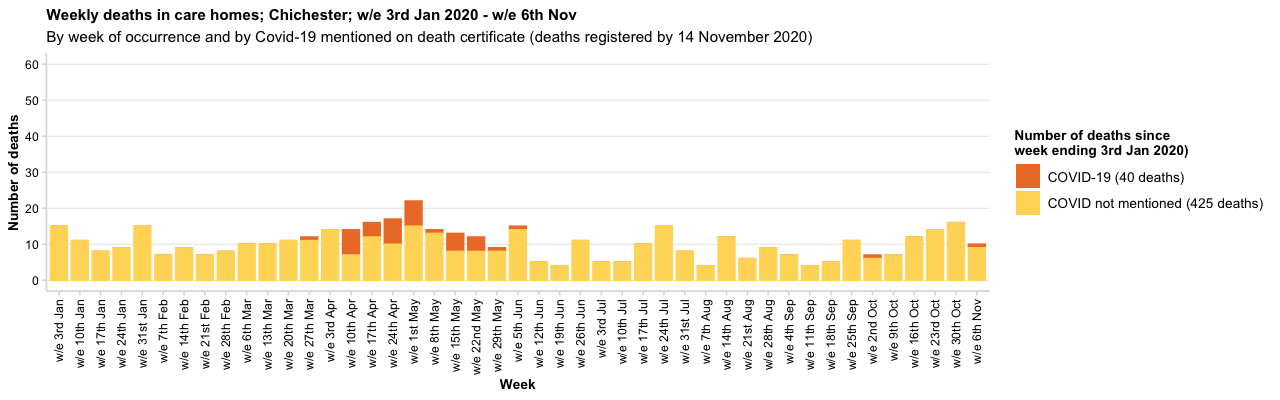 Weekly deaths in care homes; Chichester; w/e 3rd Jan 2020 - w/e 6th Nov
By week of occurrence and by Covid-19 mentioned on death certificate (deaths registered by 14 November 2020)
Number of deaths
60
50
40
30
20
10
0
w/e 3rd Jan
w/e 10th Jan
w/e 17th Jan
w/e 24th Jan
w/e 31st Jan
w/e 7th Feb
w/e 14th Feb
w/e 21st Feb
w/e 28th Feb
w/e 6th Mar
w/e 13th Mar
w/e 20th Mar
w/e 27th Mar
w/e 3rd Apr
w/e 10th Apr
w/e 17th Apr
w/e 24th Apr
w/e 1st May
w/e 8th May
w/e 15th May
w/e 22nd May
w/e 29th May
w/e 5th Jun
w/e 12th Jun
w/e 19th Jun
w/e 26th Jun
w/e 3rd Jul
w/e 10th Jul
w/e 17th Jul
w/e 24th Jul
w/e 31st Jul
w/e 7th Aug
w/e 14th Aug
w/e 21st Aug
w/e 28th Aug
w/e 4th Sep
w/e 11th Sep
w/e 18th Sep
w/e 25th Sep
w/e 2nd Oct
w/e 9th Oct
w/e 16th Oct
w/e 23rd Oct
w/e 30th Oct
w/e 6th Nov
Week
Number of deaths since
week ending 3rd Jan 2020)
COVID-19 (40 deaths)
COVID not mentioned (425 deaths)